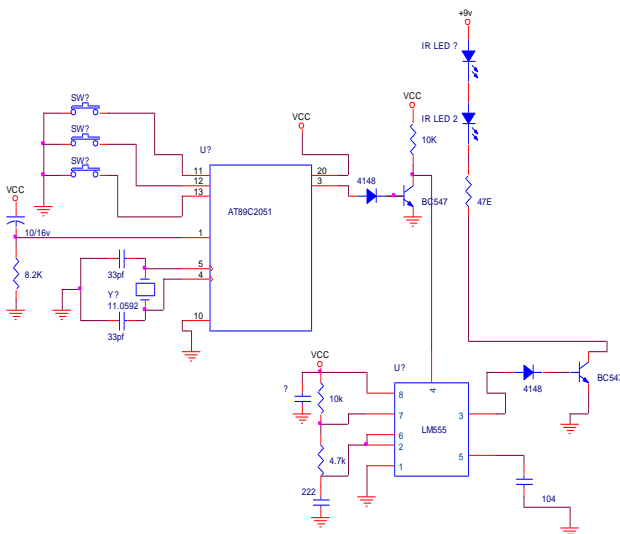 +9v
IR LED ?
IR LED 2
47E
VCC
10K
VCC
4148
BC547
SW?
SW?
SW?
U?
11
12
13
20
3
AT89C2051
VCC
10/16v
1
8.2K
33pf
5
4
Y?
11.0592
33pf
10
VCC
?
10k
4.7k
222
U?
8
7
6
2
1
4
3
5
LM555
4148
BC547
104